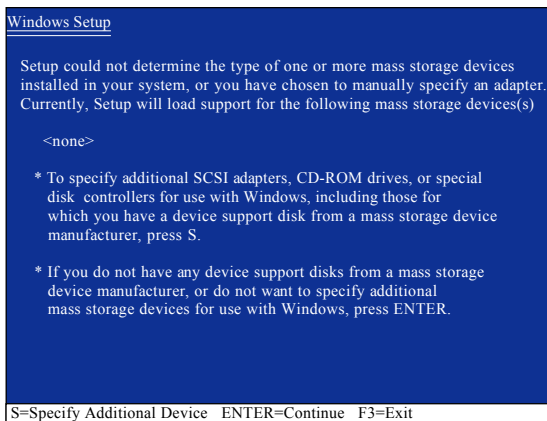 Windows Setup
Setup could not determine the type of one or more mass storage devices
installed in your system, or you have chosen to manually specify an adapter.
Currently, Setup will load support for the following mass storage devices(s)
<none>
* To specify additional SCSI adapters, CD-ROM drives, or special
disk controllers for use with Windows, including those for
which you have a device support disk from a mass storage device
manufacturer, press S.
* If you do not have any device support disks from a mass storage
device manufacturer, or do not want to specify additional
mass storage devices for use with Windows, press ENTER.
S=Specify Additional Device ENTER=Continue F3=Exit